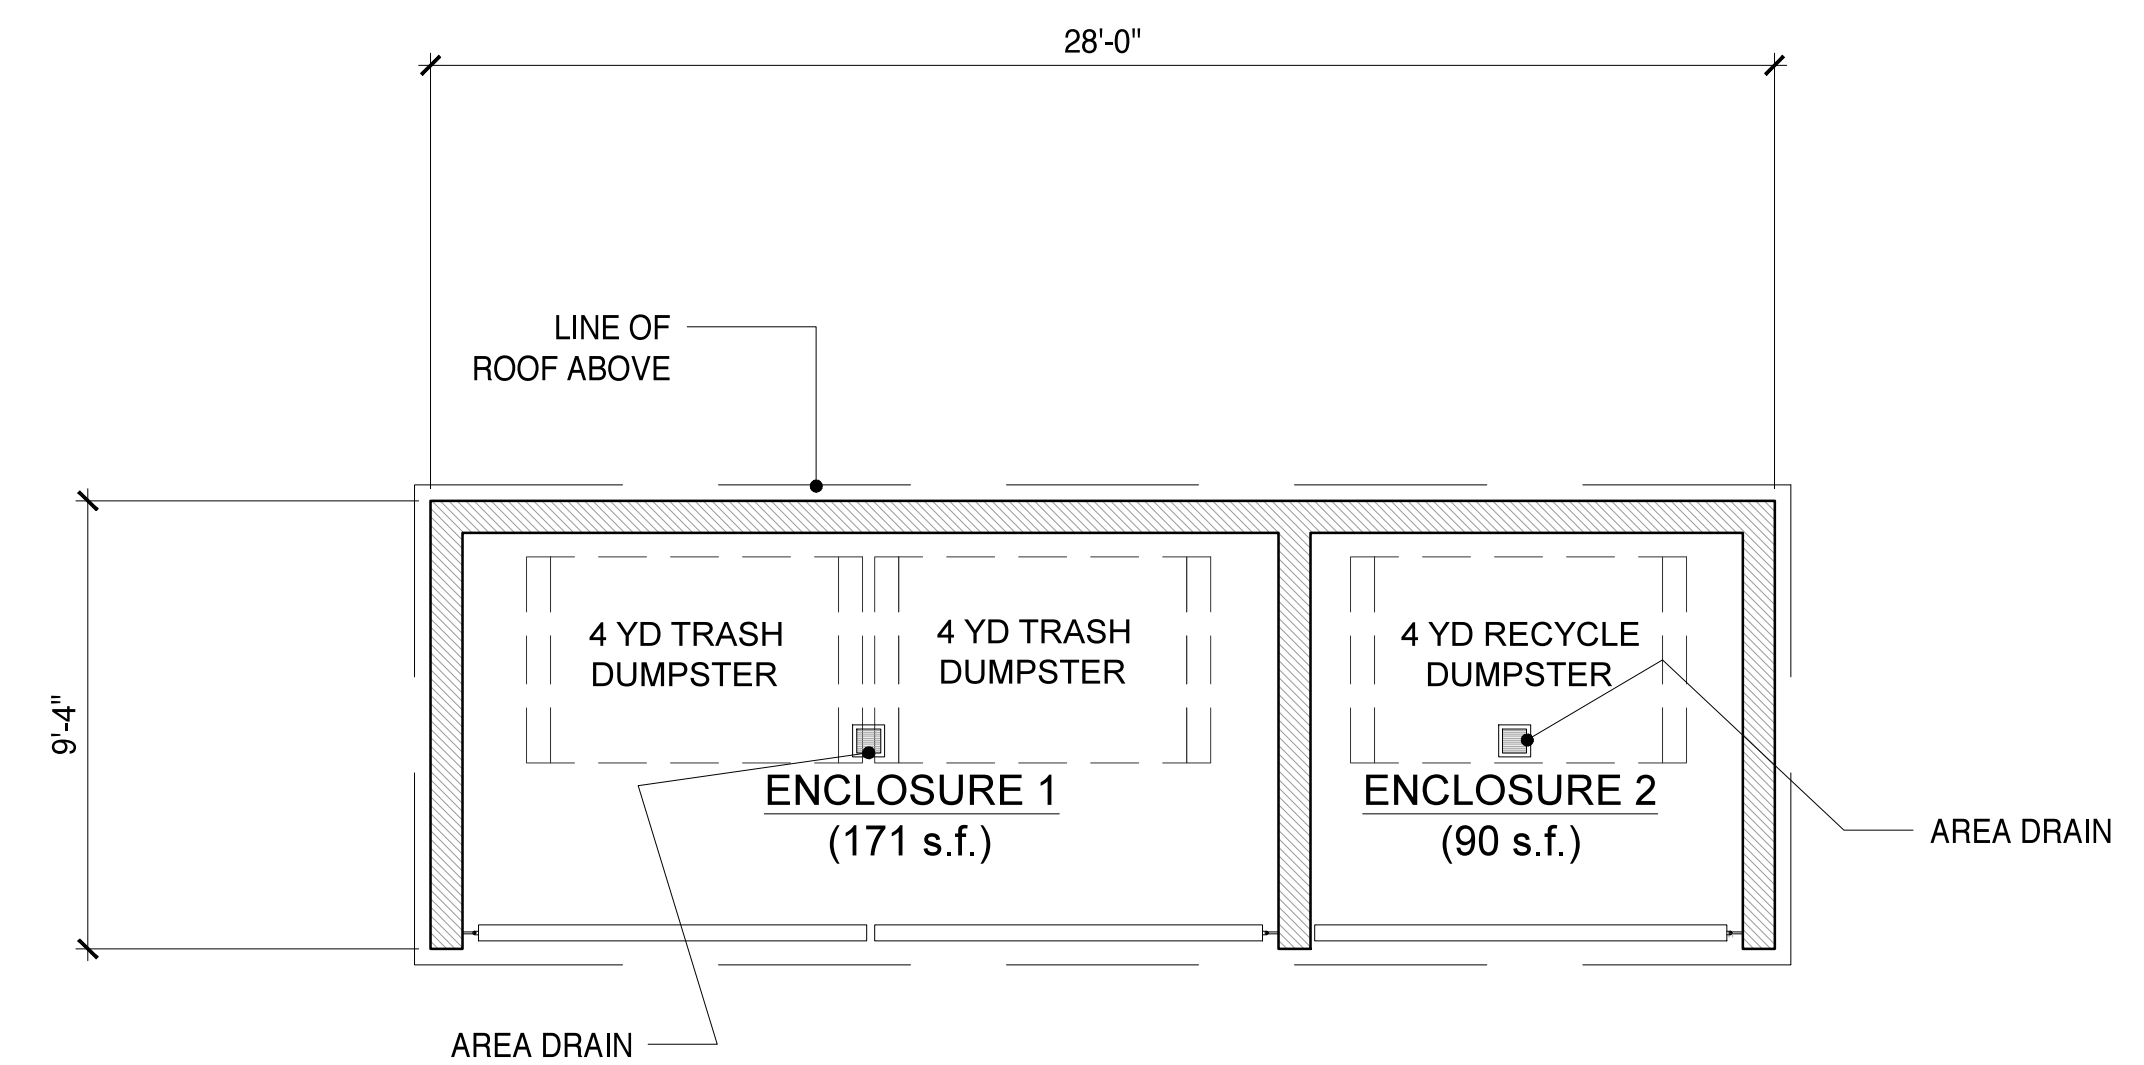 28'-0"
LINE OF
ROOF ABOVE
9'-4"
4 YD TRASH
DUMPSTER
4 YD TRASH
DUMPSTER
4 YD RECYCLE
DUMPSTER
ENCLOSURE 1
(171 s.f.)
ENCLOSURE 2
(90 s.f.)
AREA DRAIN
AREA DRAIN